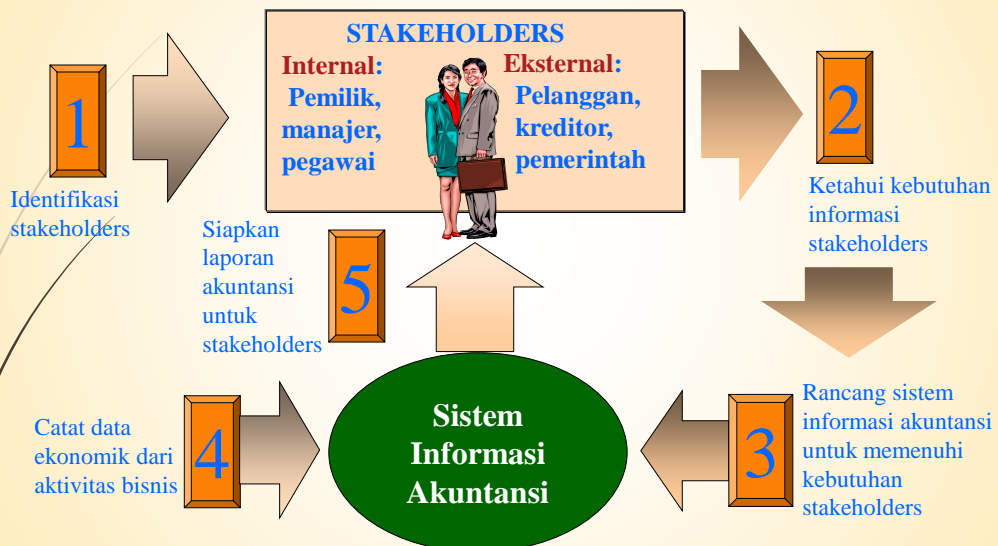 STAKEHOLDERS
Internal:
Pemilik,
manajer,
pegawai
Eksternal:
Pelanggan,
kreditor,
pemerintah
1
Identifikasi
stakeholders
2
Ketahui kebutuhan
informasi
stakeholders
3
Rancang sistem
informasi akuntansi
untuk memenuhi
kebutuhan
stakeholders
4
Catat data
ekonomik dari
aktivitas bisnis
5
Siapkan
laporan
akuntansi
untuk
stakeholders
Sistem
Informasi
Akuntansi